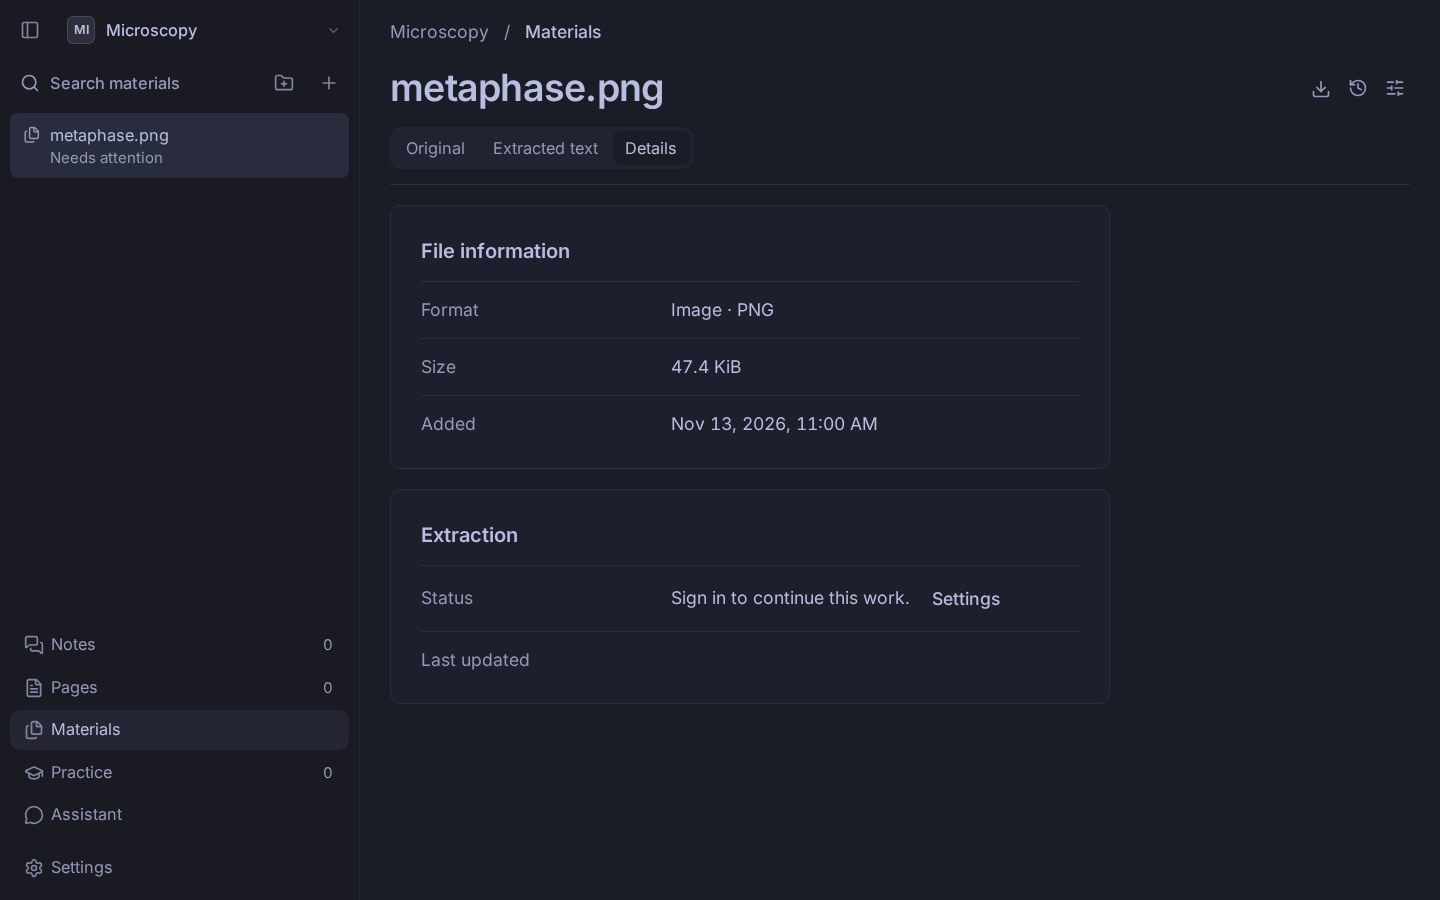 MI Microscopy
Search materials
metaphase.png
Needs attention
Notes 0
Pages 0
Materials
Practice 0
Assistant
Settings
Microscopy / Materials
metaphase.png
Original Extracted text Details
File information
Format Image · PNG
Size 47.4 KiB
Added Nov 13, 2026, 11:00 AM
Extraction
Status Sign in to continue this work. Settings
Last updated